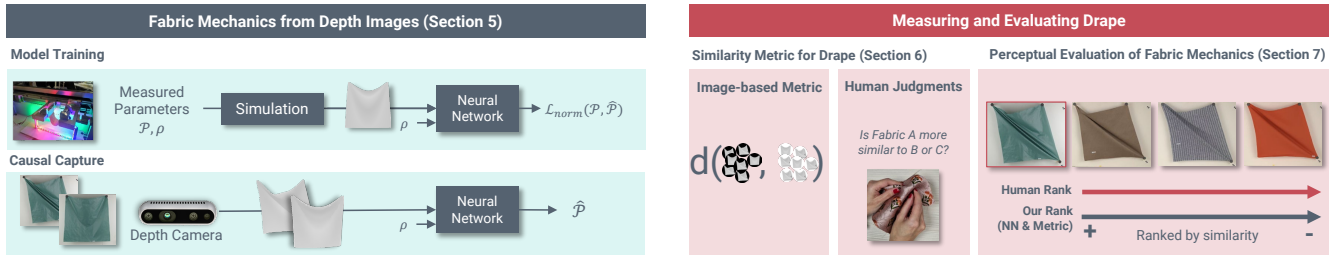 Fabric Mechanics from Depth Images (Section 5)
Model Training
Measured
Parameters
𝒫, ρ
Simulation
ρ
Neural
Network
ℒnorm(𝒫, 𝒫̂)
Causal Capture
Depth Camera
ρ
Neural
Network
𝒫̂
Measuring and Evaluating Drape
Similarity Metric for Drape (Section 6)
Image-based Metric
d( , )
Human Judgments
Is Fabric A more
similar to B or C?
Perceptual Evaluation of Fabric Mechanics (Section 7)
Human Rank
Our Rank
(NN & Metric)
+ Ranked by similarity -